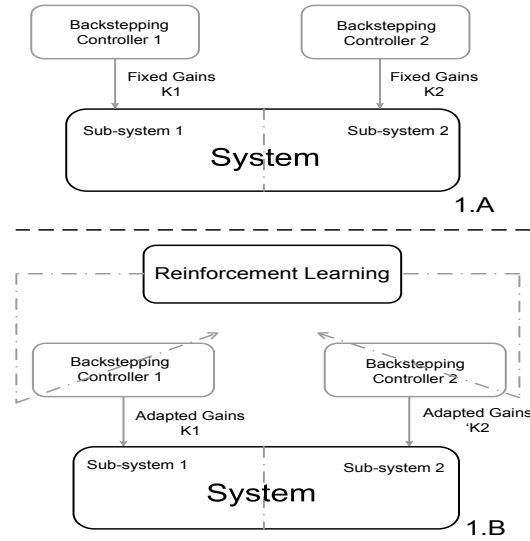 Backstepping Backstepping
Controller 1 Controller 2
Fixed Gains Fixed Gains
K1 K2
Sub-system 1 Sub-system 2
System
1.A
Reinforcement Learning
Backstepping Backstepping
Controller 1 Controller 2
Adapted Gains Adapted Gains
K1 'K2
Sub-system 1 Sub-system 2
System
1.B